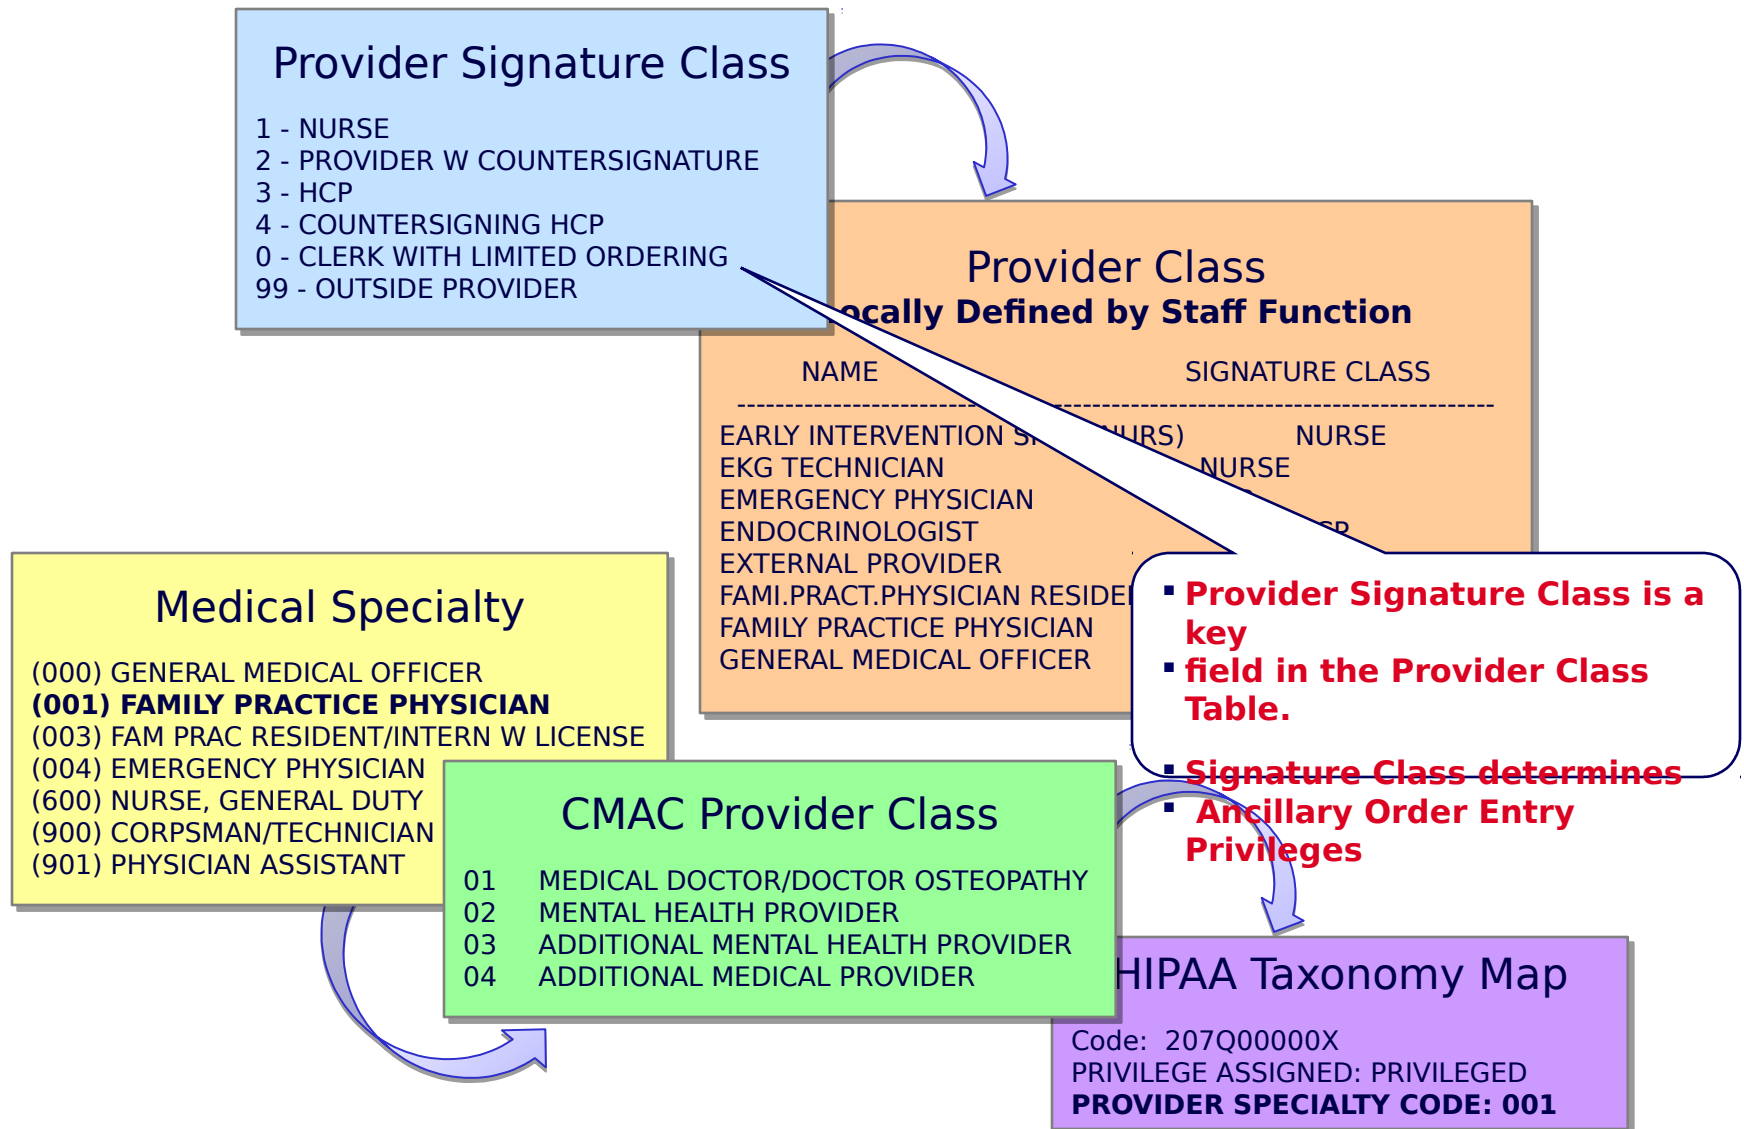 Provider Signature Class
1 - NURSE
2 - PROVIDER W COUNTERSIGNATURE
3 - HCP
4 - COUNTERSIGNING HCP
0 - CLERK WITH LIMITED ORDERING
99 - OUTSIDE PROVIDER
Provider Class
ocally Defined by Staff Function
NAME SIGNATURE CLASS
--------------------------------------------------------------------------------
EARLY INTERVENTION NURSE
EKG TECHNICIAN NURSE
EMERGENCY PHYSICIAN
ENDOCRINOLOGIST
EXTERNAL PROVIDER
FAMI.PRACT.PHYSICIAN
FAMILY PRACTICE PHYSICIAN
GENERAL MEDICAL OFFICER
▪ Provider Signature Class is a
key
▪ field in the Provider Class
Table.
▪ Signature Class determines
▪ Ancillary Order Entry
Privileges
Medical Specialty
(000) GENERAL MEDICAL OFFICER
(001) FAMILY PRACTICE PHYSICIAN
(003) FAM PRAC RESIDENT/INTERN W LICENSE
(004) EMERGENCY PHYSICIAN
(600) NURSE, GENERAL DUTY
(900) CORPSMAN/TECHNICIAN
(901) PHYSICIAN ASSISTANT
CMAC Provider Class
01 MEDICAL DOCTOR/DOCTOR OSTEOPATHY
02 MENTAL HEALTH PROVIDER
03 ADDITIONAL MENTAL HEALTH PROVIDER
04 ADDITIONAL MEDICAL PROVIDER
HIPAA Taxonomy Map
Code: 207Q00000X
PRIVILEGE ASSIGNED: PRIVILEGED
PROVIDER SPECIALTY CODE: 001